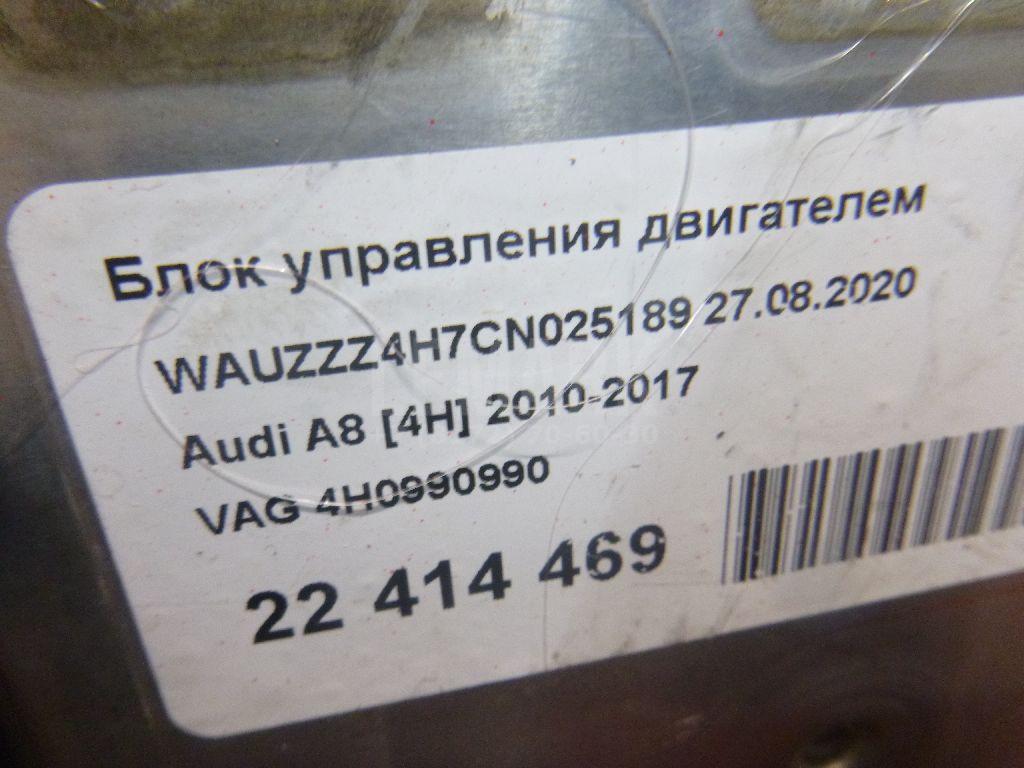 Блок управления двигателем
WAUZZZ4H7CN025189 27.08.2020
Audi A8 [4H] 2010-2017
VAG 4H0990990
22 414 469